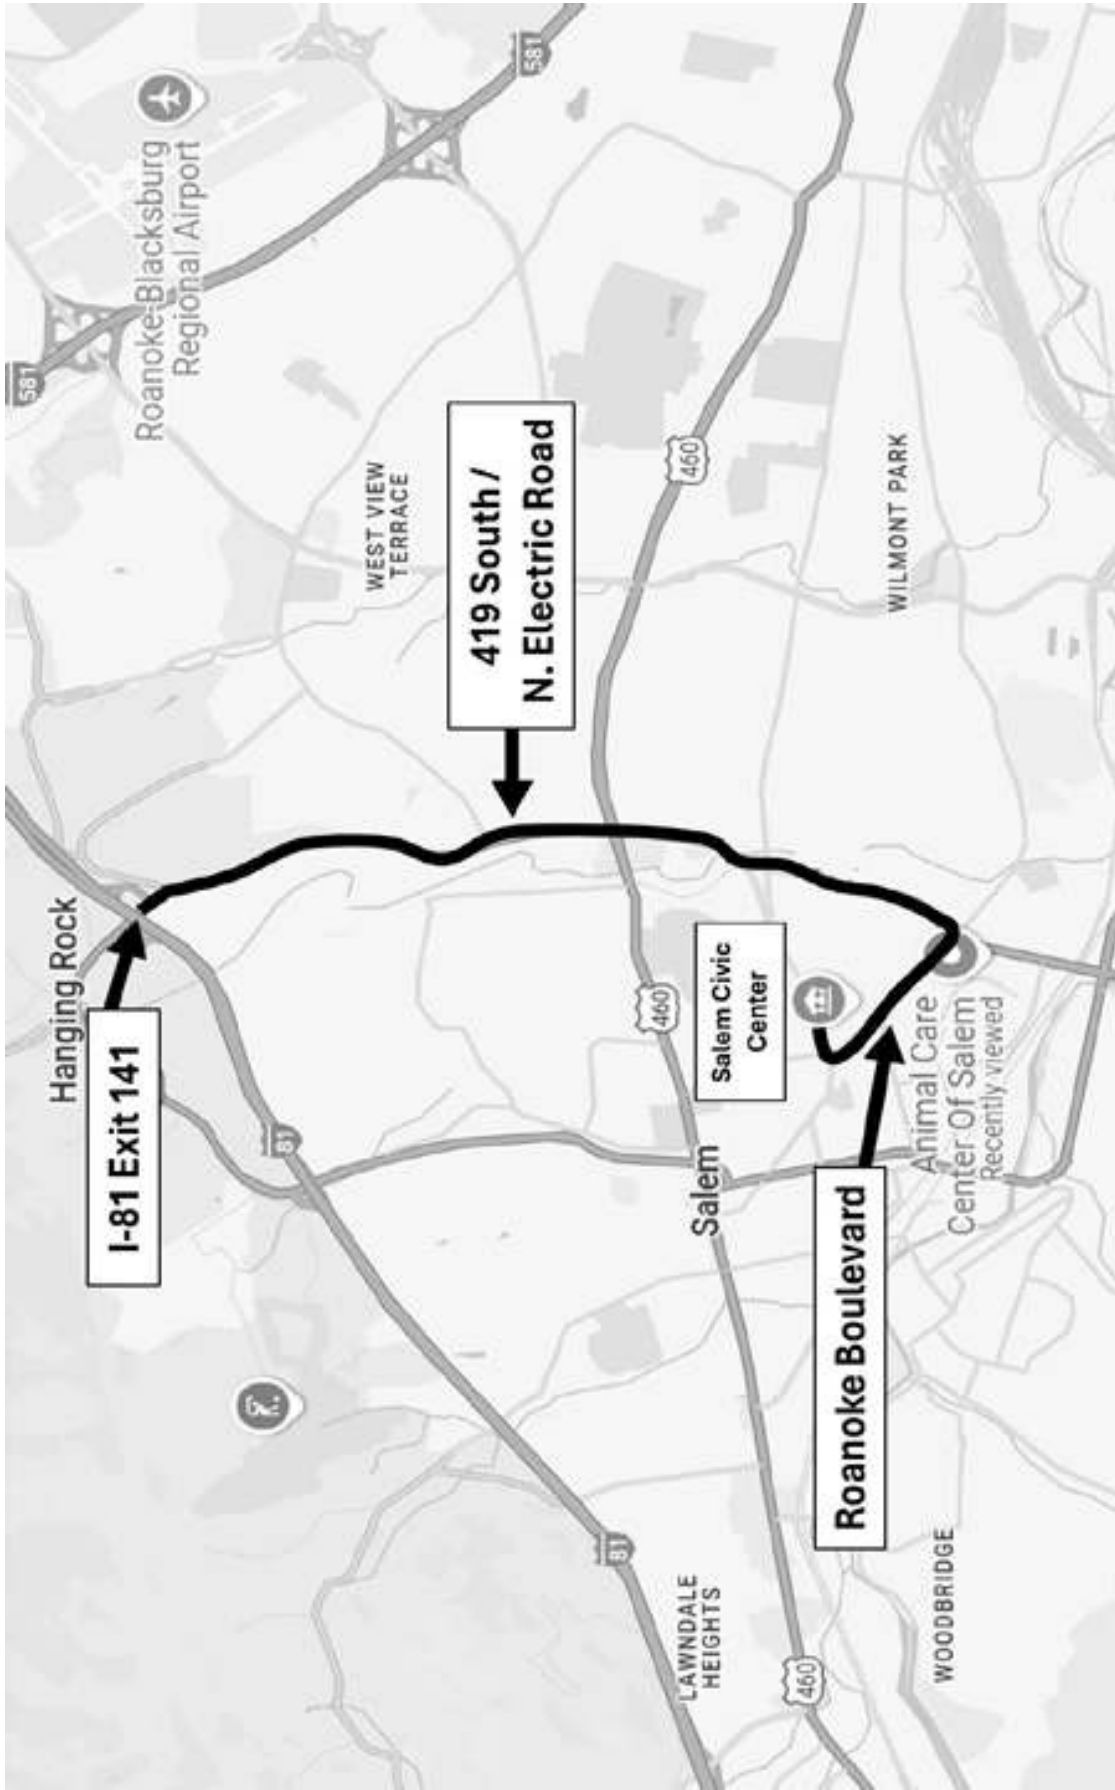 Hanging Rock
I-81 Exit 141
581
Roanoke-Blacksburg
Regional Airport
581
81
WEST VIEW
TERRACE
419 South /
N. Electric Road
81
LAWNDALE
HEIGHTS
Salem
460
460
460
Salem Civic
Center
Roanoke Boulevard
Animal Care
Center Of Salem
Recently viewed
WILMONT PARK
WOODBRIDGE